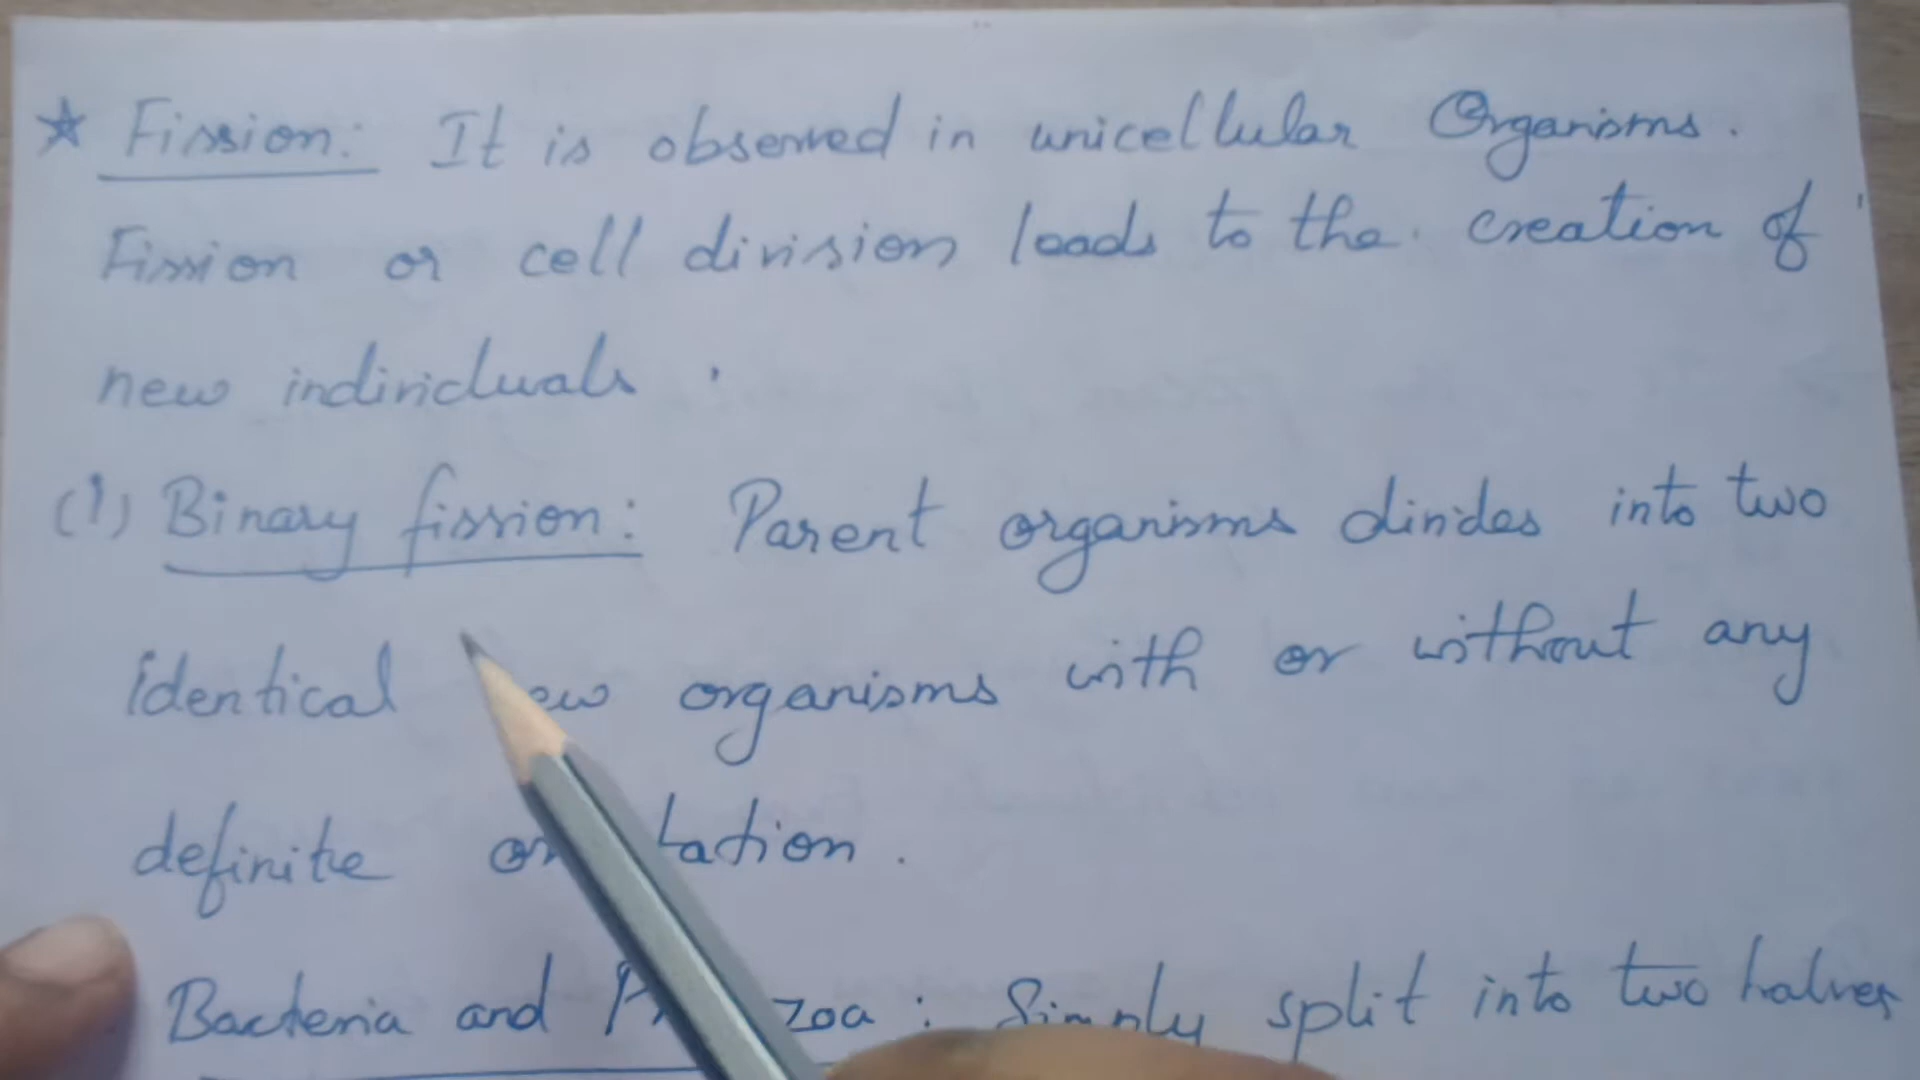 ★ Fission: It is observed in unicellular Organisms.
Fission or cell division leads to the creation of
new individuals.
(1) Binary fission: Parent organisms divides into two
identical organisms with or without any
definite
Bacteria and : Simply split into two halves